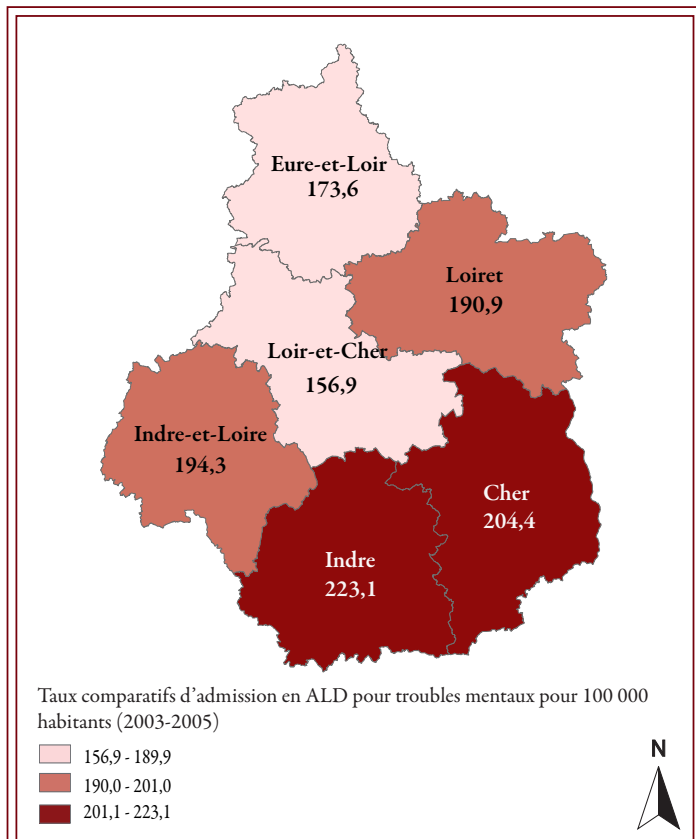 Eure-et-Loir
173,6
Loiret
190,9
Loir-et-Cher
156,9
Indre-et-Loire
194,3
Cher
204,4
Indre
223,1
Taux comparatifs d’admission en ALD pour troubles mentaux pour 100 000
habitants (2003-2005)
156,9 - 189,9
190,0 - 201,0
201,1 - 223,1
N